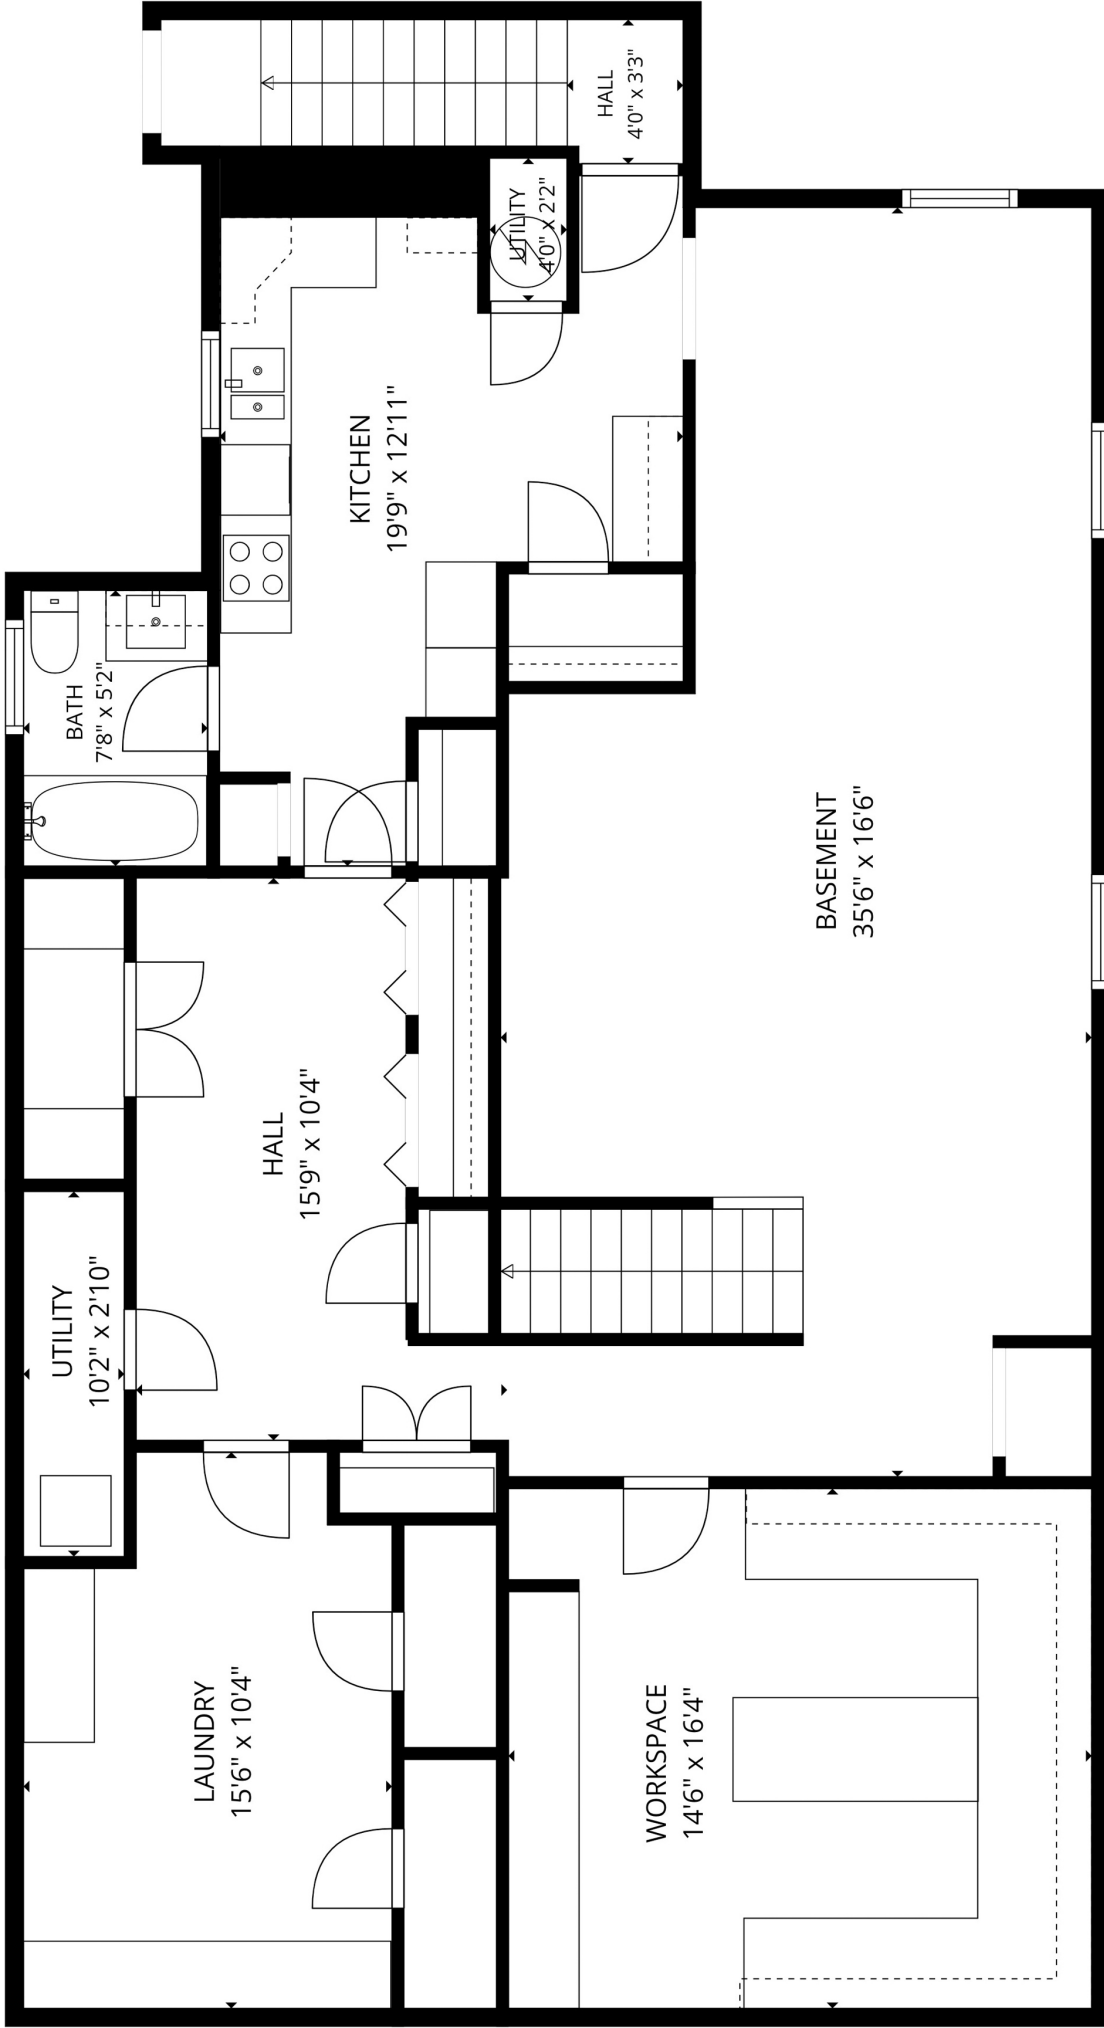 HALL
4'0" x 3'3"
UTILITY
4'0" x 2'2"
KITCHEN
19'9" x 12'11"
BATH
7'8" x 5'2"
BASEMENT
35'6" x 16'6"
HALL
15'9" x 10'4"
UTILITY
10'2" x 2'10"
LAUNDRY
15'6" x 10'4"
WORKSPACE
14'6" x 16'4"